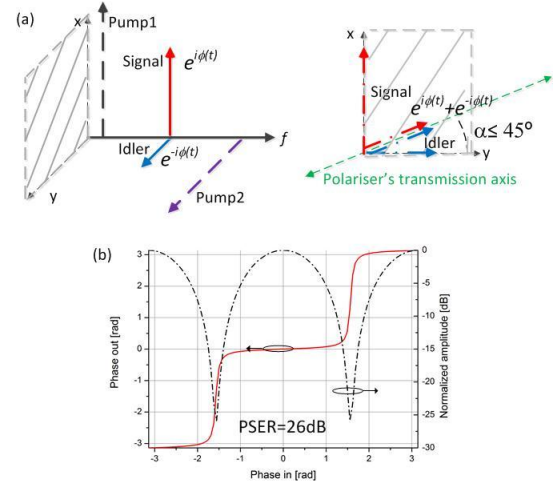 (a)
x
Pump1
Signal
e^{iϕ(t)}
f
Idler
e^{-iϕ(t)}
y
Pump2
x
Signal
e^{iϕ(t)}+e^{-iϕ(t)}
α≤ 45°
Idler
y
Polariser's transmission axis
(b)
Phase out [rad]
3
2
1
0
-1
-2
-3
Normalized amplitude [dB]
0
-5
-10
-15
-20
-25
-30
PSER=26dB
-3 -2 -1 0 1 2 3
Phase in [rad]